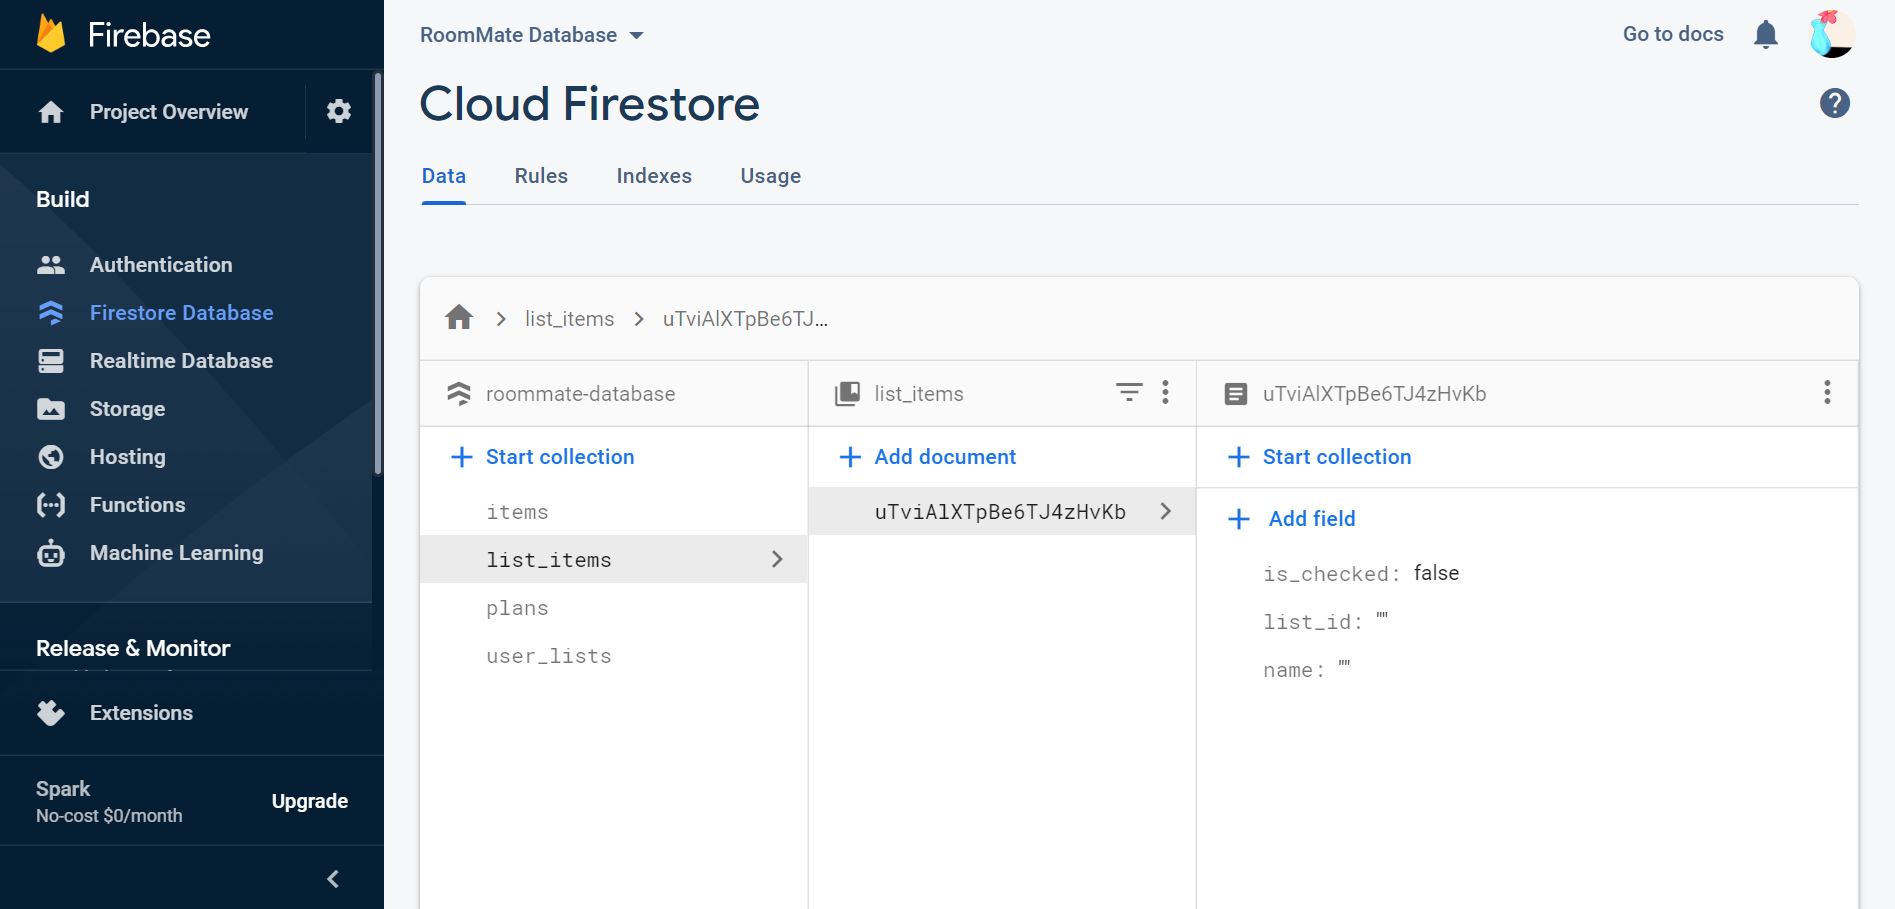 Firebase
Project Overview
Build
Authentication
Firestore Database
Realtime Database
Storage
Hosting
Functions
Machine Learning
Release & Monitor
Extensions
Spark
No-cost $0/month
Upgrade
RoomMate Database
Go to docs
Cloud Firestore
?
Data Rules Indexes Usage
list_items > uTviAlXTpBe6TJ...
roommate-database
Start collection
items
list_items
plans
user_lists
list_items
Add document
uTviAlXTpBe6TJ4zHvKb
uTviAlXTpBe6TJ4zHvKb
Start collection
Add field
is_checked: false
list_id: ""
name: ""